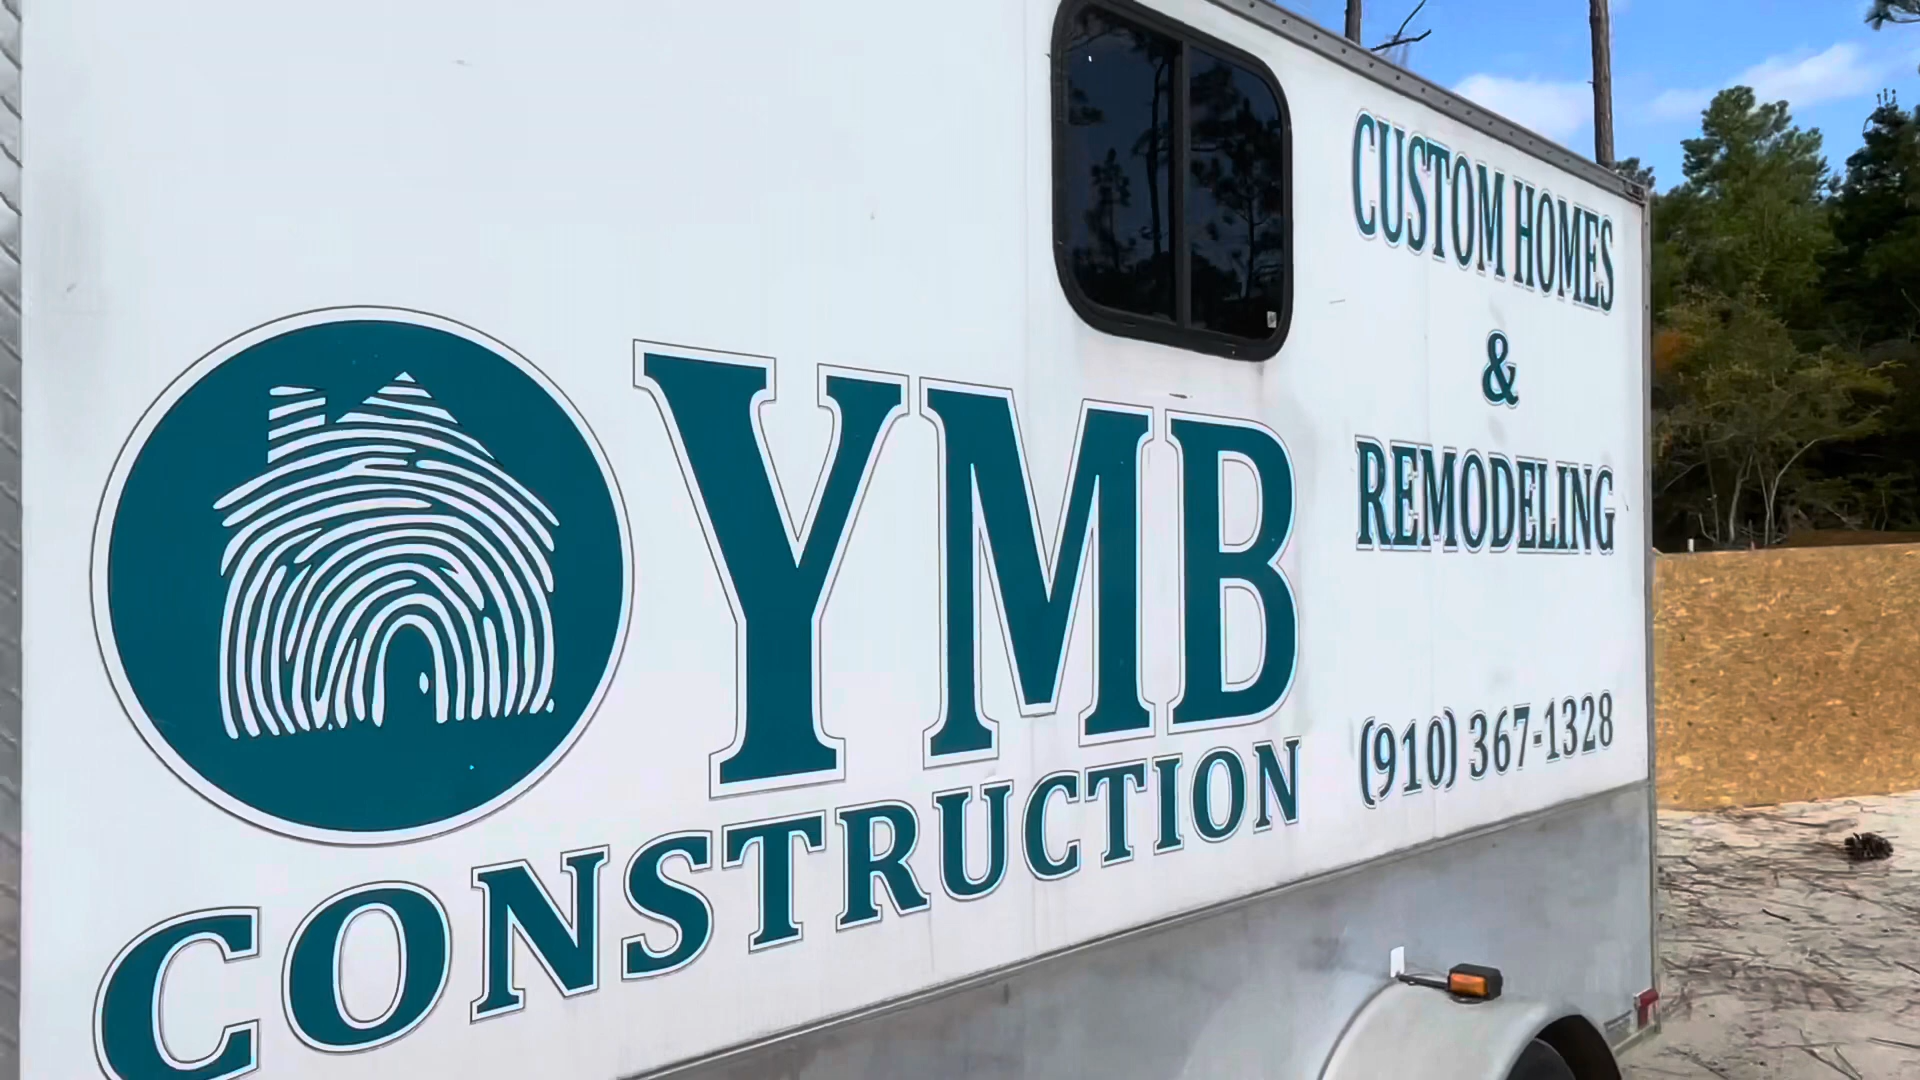 YMB
CONSTRUCTION
CUSTOM HOMES
&
REMODELING
(910) 367-1328